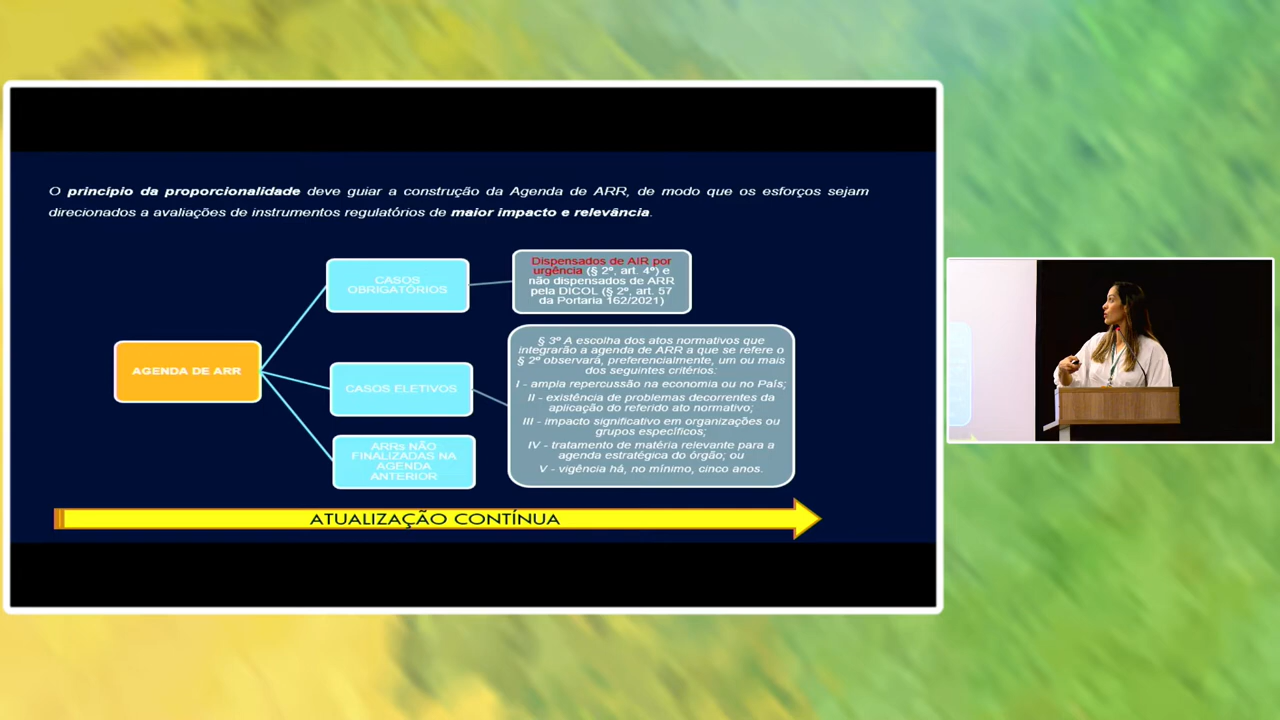 O princípio da proporcionalidade deve guiar a construção da Agenda de ARR, de modo que os esforços sejam
direcionados a avaliações de instrumentos regulatórios de maior impacto e relevância.
CASOS
OBRIGATÓRIOS
Dispensados de AIR por
urgência (§ 2º, art. 4º) e
não dispensados de ARR
pela DICOL (§ 2º, art. 57
da Portaria 162/2021)
AGENDA DE ARR
CASOS ELETIVOS
§ 3º A escolha dos atos normativos que
integrarão a agenda de ARR a que se refere o
§ 2º observará, preferencialmente, um ou mais
dos seguintes critérios:
I - ampla repercussão na economia ou no País;
II - existência de problemas decorrentes da
aplicação do referido ato normativo;
III - impacto significativo em organizações ou
grupos específicos;
IV - tratamento de matéria relevante para a
agenda estratégica do órgão; ou
V - vigência há, no mínimo, cinco anos.
ARRs NÃO
FINALIZADAS NA
AGENDA
ANTERIOR
ATUALIZAÇÃO CONTÍNUA